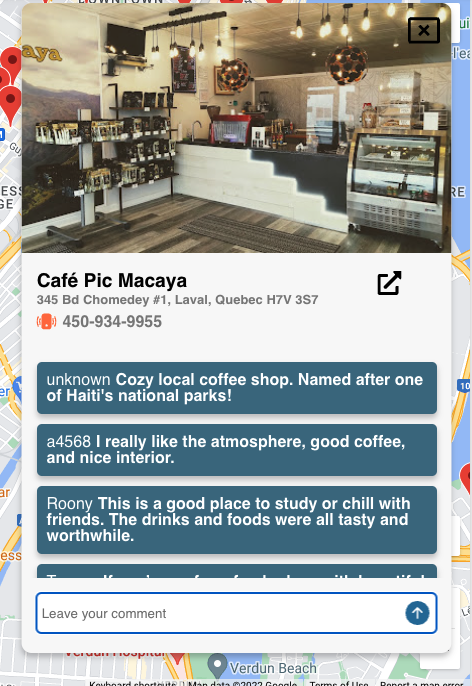 DOWNTOWN
aya
Café Pic Macaya
345 Bd Chomedey #1, Laval, Quebec H7V 3S7
450-934-9955
unknown Cozy local coffee shop. Named after one
of Haiti's national parks!
a4568 I really like the atmosphere, good coffee,
and nice interior.
Roony This is a good place to study or chill with
friends. The drinks and foods were all tasty and
worthwhile.
Leave your comment
Verdun Hospital
Verdun Beach
Keyboard shortcuts Map data ©2022 Google Terms of Use Report a map error